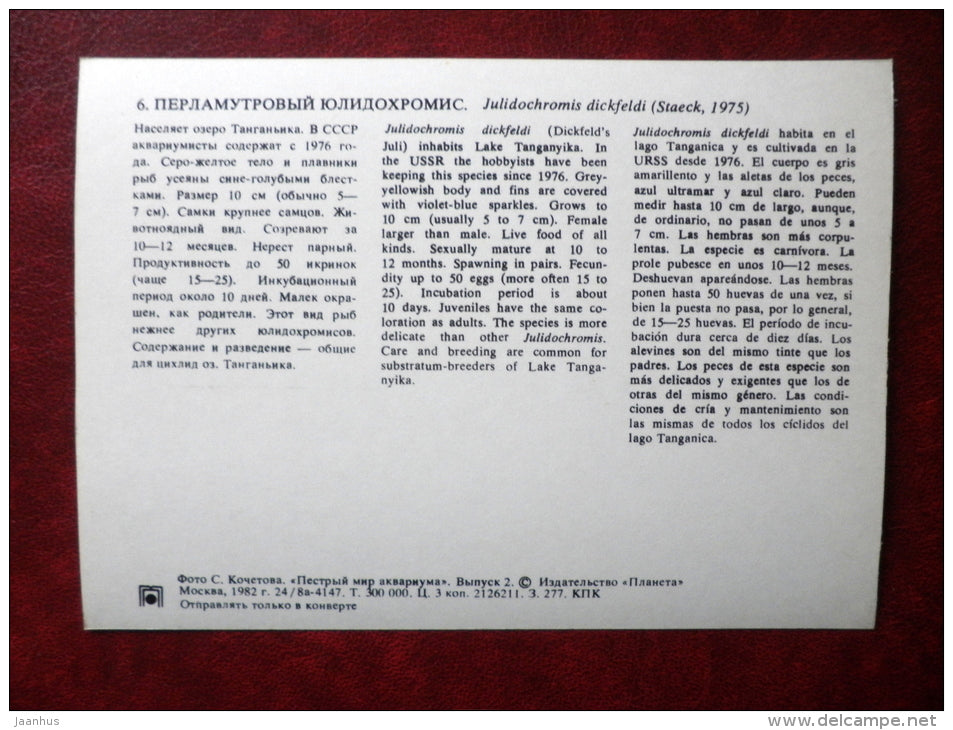 6. ПЕРЛАМУТРОВЫЙ ЮЛИДОХРОМИС. Julidochromis dickfeldi (Staeck, 1975)
Населяет озеро Танганьика. В СССР
аквариумисты содержат с 1976 го-
да. Серо-желтое тело и плавники
рыб усеяны сине-голубыми блест-
ками. Размер 10 см (обычно 5—
7 см). Самки крупнее самцов. Жи-
вотноядный вид. Созревают за
10—12 месяцев. Нерест парный.
Продуктивность до 50 икринок
(чаще 15—25). Инкубационный
период около 10 дней. Малек окра-
шен, как родители. Этот вид рыб
нежнее других юлидохромисов.
Содержание и разведение — общие
для цихлид оз. Танганьика.
Julidochromis dickfeldi (Dickfeld's
Juli) inhabits Lake Tanganyika. In
the USSR the hobbyists have been
keeping this species since 1976. Grey-
yellowish body and fins are covered
with violet-blue sparkles. Grows to
10 cm (usually 5 to 7 cm). Female
larger than male. Live food of all
kinds. Sexually mature at 10 to
12 months. Spawning in pairs. Fecun-
dity up to 50 eggs (more often 15 to
25). Incubation period is about
10 days. Juveniles have the same co-
loration as adults. The species is more
delicate than other Julidochromis.
Care and breeding are common for
substratum-breeders of Lake Tanga-
nyika.
Julidochromis dickfeldi habita en el
lago Tanganica y es cultivada en la
URSS desde 1976. El cuerpo es gris
amarillento y las aletas de los peces,
azul ultramar y azul claro. Pueden
medir hasta 10 cm de largo, aunque,
de ordinario, no pasan de unos 5 a
7 cm. Las hembras son más corpu-
lentas. La especie es carnívora. La
prole pubesce en unos 10—12 meses.
Deshuevan apareándose. Las hembras
ponen hasta 50 huevas de una vez, si
bien la puesta no pasa, por lo general,
de 15—25 huevas. El período de incu-
bación dura cerca de diez días. Los
alevines son del mismo tinte que los
padres. Los peces de esta especie son
más delicados y exigentes que los de
otras del mismo género. Las condi-
ciones de cría y mantenimiento son
las mismas de todos los cíclidos del
lago Tanganica.
Фото С. Кочетова. «Пестрый мир аквариума». Выпуск 2. © Издательство «Планета»
Москва, 1982 г. 24/8а-4147. Т. 300 000. Ц. 3 коп. 2126211. З. 277. КПК
Отправлять только в конверте
jaanhus
www.delcampe.net